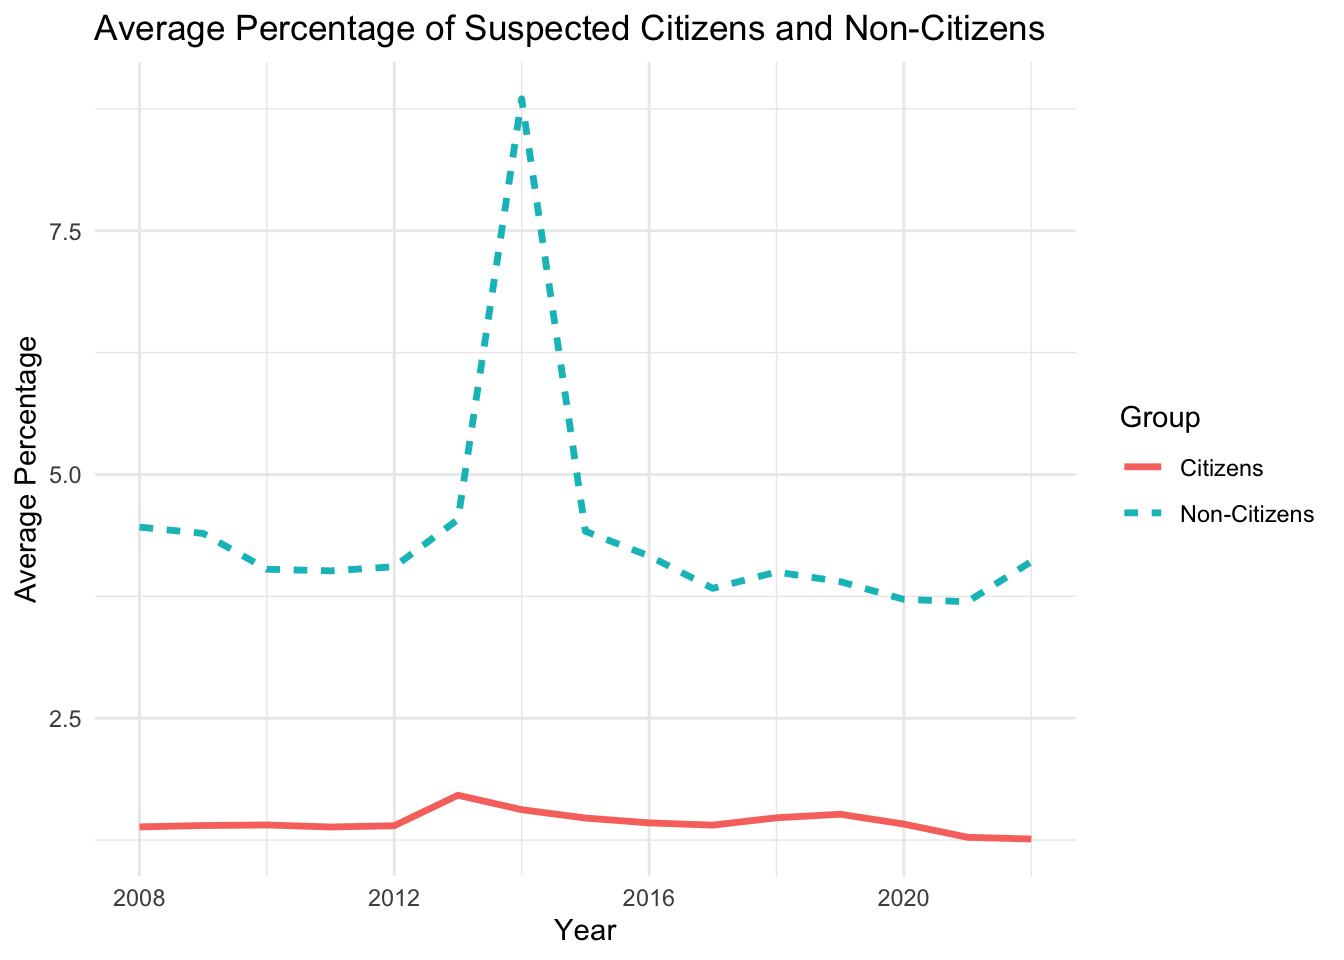 Average Percentage of Suspected Citizens and Non-Citizens
7.5
5.0
2.5
Average Percentage
2008
2012
2016
2020
Year
Group
Citizens
Non-Citizens